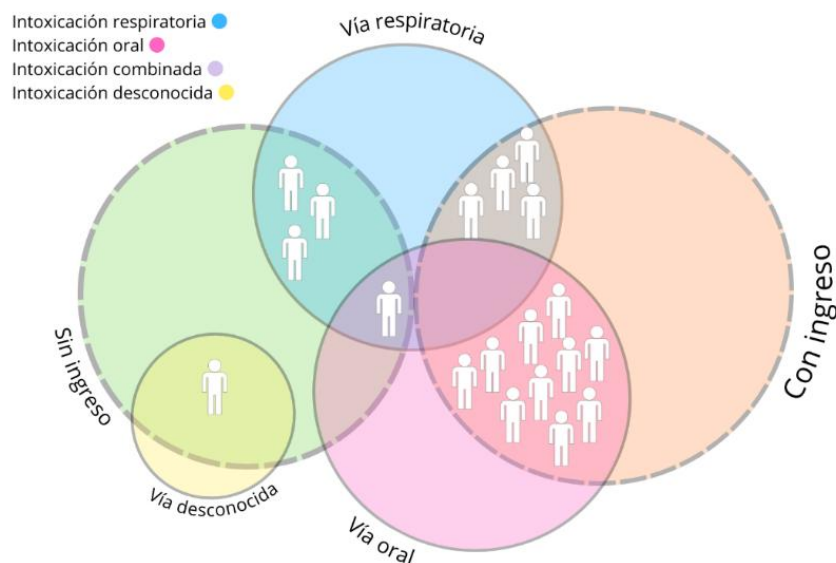 Intoxicación respiratoria
Intoxicación oral
Intoxicación combinada
Intoxicación desconocida
Vía respiratoria
Sin ingreso
Con ingreso
Vía desconocida
Vía oral